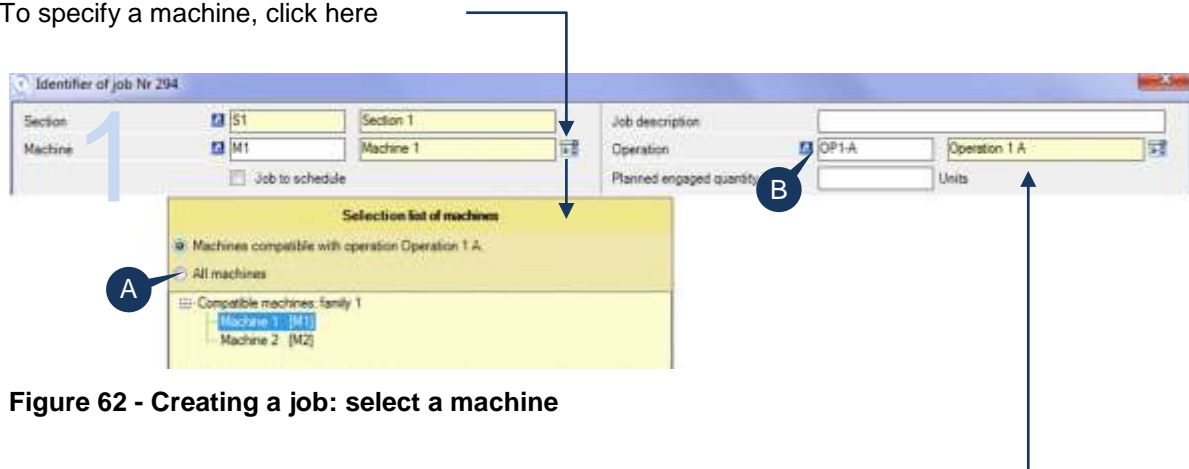 To specify a machine, click here
Identifier of job Nr 294
1
Section S1 Section 1
Machine M1 Machine 1
Job to schedule
Job description
Operation OP1-A Operation 1 A
Planned engaged quantity Units
B
Selection list of machines
Machines compatible with operation Operation 1 A.
All machines
A
Compatible machines: family 1
Machine 1 [M1]
Machine 2 [M2]
Figure 62 - Creating a job: select a machine